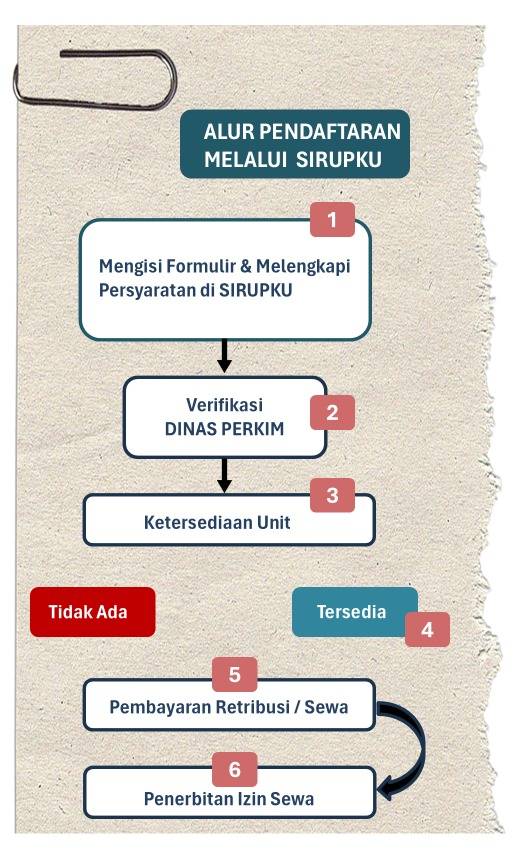 ALUR PENDAFTARAN
MELALUI SIRUPKU
1
Mengisi Formulir & Melengkapi
Persyaratan di SIRUPKU
Verifikasi
DINAS PERKIM
2
3
Ketersediaan Unit
Tidak Ada
Tersedia
4
5
Pembayaran Retribusi / Sewa
6
Penerbitan Izin Sewa